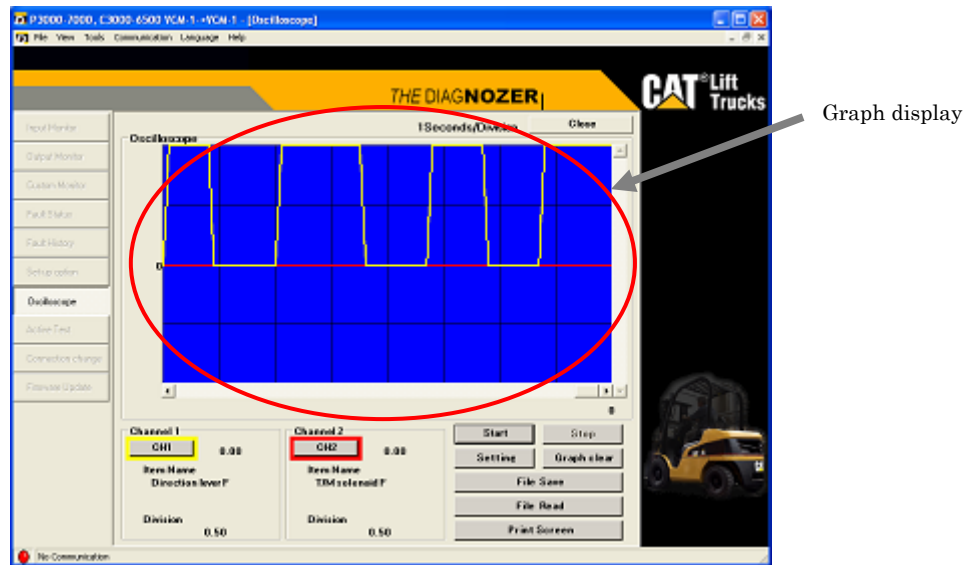 P3000-7000, C3000-6500 VCM-1-+VCM-1 - [Oscilloscope]
File View Tools Communication Language Help
THE DIAGNOZER
CAT® Lift Trucks
Graph display
Input Monitor
Output Monitor
Custom Monitor
Fault Status
Fault History
Setup option
Oscilloscope
Active Test
Connection change
Firmware Update
Oscilloscope
1Seconds/Division
Close
0
0
Channel 1
CH1
0.00
Item Name
Direction lever F
Division
0.50
Channel 2
CH2
0.00
Item Name
T/M solenoid F
Division
0.50
Start
Stop
Setting
Graph clear
File Save
File Read
Print Screen
No Communication